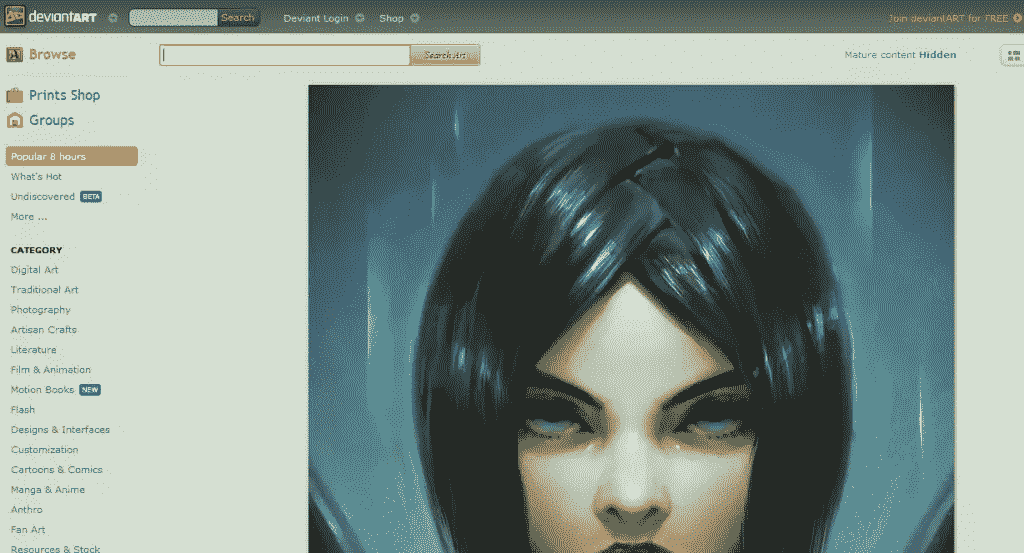 deviantART Search Deviant Login Shop Join deviantART for FREE
Browse Search Art Mature content Hidden
Prints Shop
Groups
Popular 8 hours
What's Hot
Undiscovered BETA
More ...
CATEGORY
Digital Art
Traditional Art
Photography
Artisan Crafts
Literature
Film & Animation
Motion Books NEW
Flash
Designs & Interfaces
Customization
Cartoons & Comics
Manga & Anime
Anthro
Fan Art
Resources & Stock